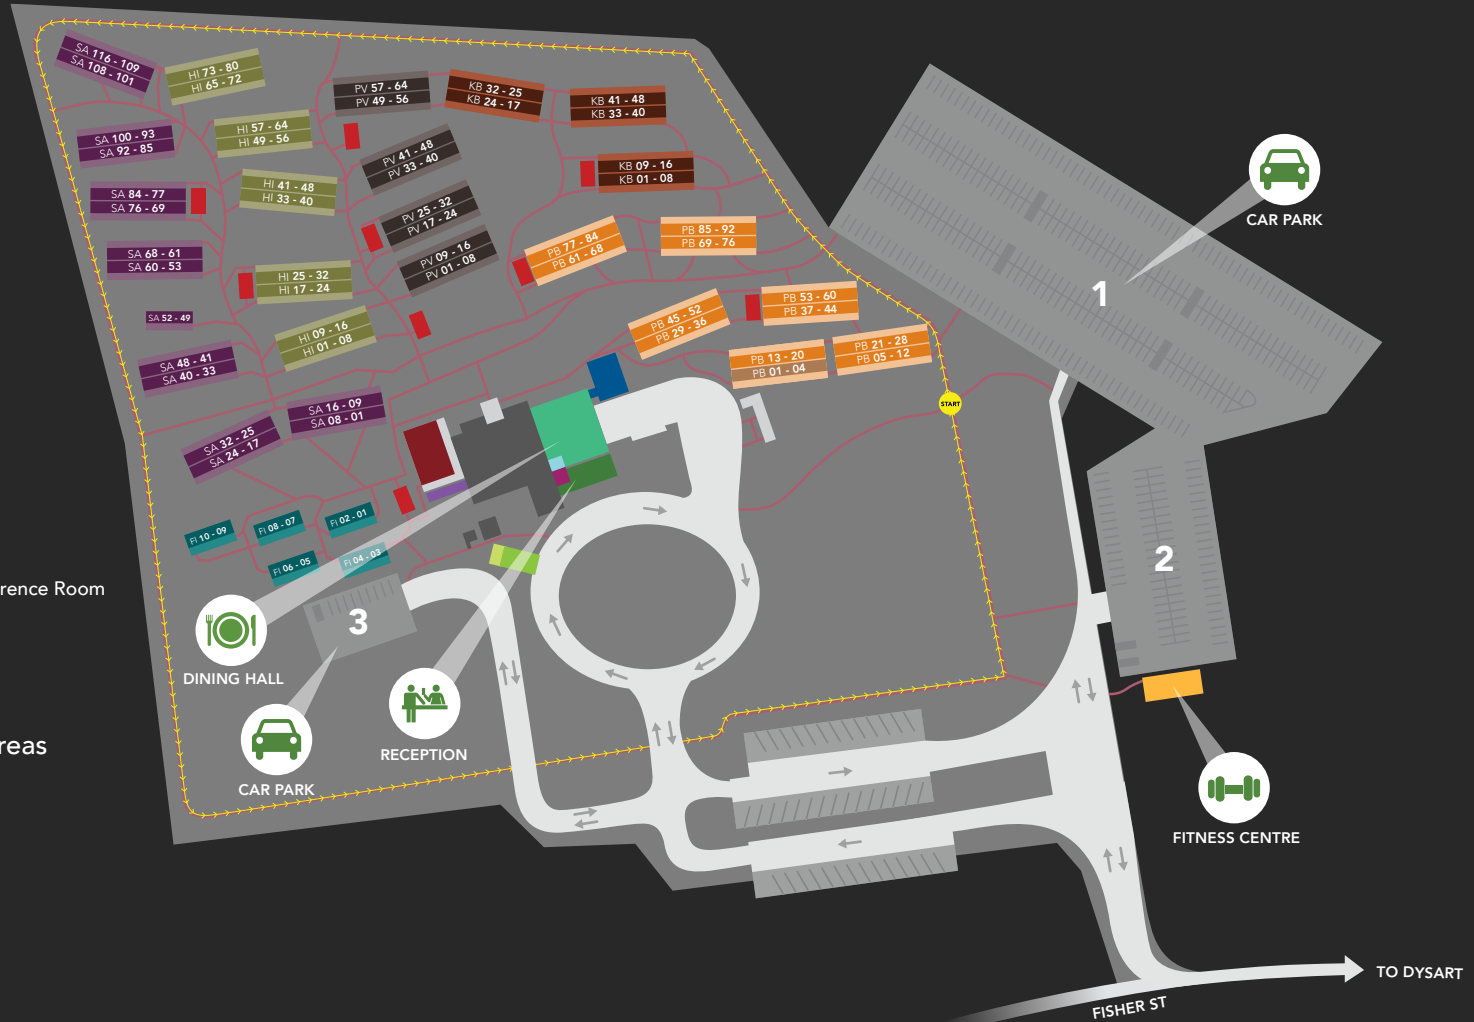 SA 116 - 109
SA 108 - 101
HI 73 - 80
HI 65 - 72
PV 57 - 64
PV 49 - 56
KB 32 - 25
KB 24 - 17
KB 41 - 48
KB 33 - 40
SA 100 - 93
SA 92 - 85
HI 57 - 64
HI 49 - 56
PV 41 - 48
PV 33 - 40
KB 09 - 16
KB 01 - 08
SA 84 - 77
SA 76 - 69
HI 41 - 48
HI 33 - 40
PV 25 - 32
PV 17 - 24
CAR PARK
PB 77 - 84
PB 61 - 68
PB 85 - 92
PB 69 - 76
SA 68 - 61
SA 60 - 53
PV 09 - 16
PV 01 - 08
HI 25 - 32
HI 17 - 24
1
SA 52 - 49
HI 09 - 16
HI 01 - 08
PB 45 - 52
PB 29 - 36
PB 53 - 60
PB 37 - 44
SA 48 - 41
SA 40 - 33
PB 13 - 20
PB 01 - 04
PB 21 - 28
PB 05 - 12
SA 16 - 09
SA 08 - 01
START
SA 32 - 25
SA 24 - 17
FI 10 - 09
FI 08 - 07
FI 02 - 01
FI 06 - 05
FI 04 - 03
2
rence Room
3
DINING HALL
reas
RECEPTION
CAR PARK
FITNESS CENTRE
TO DYSART
FISHER ST